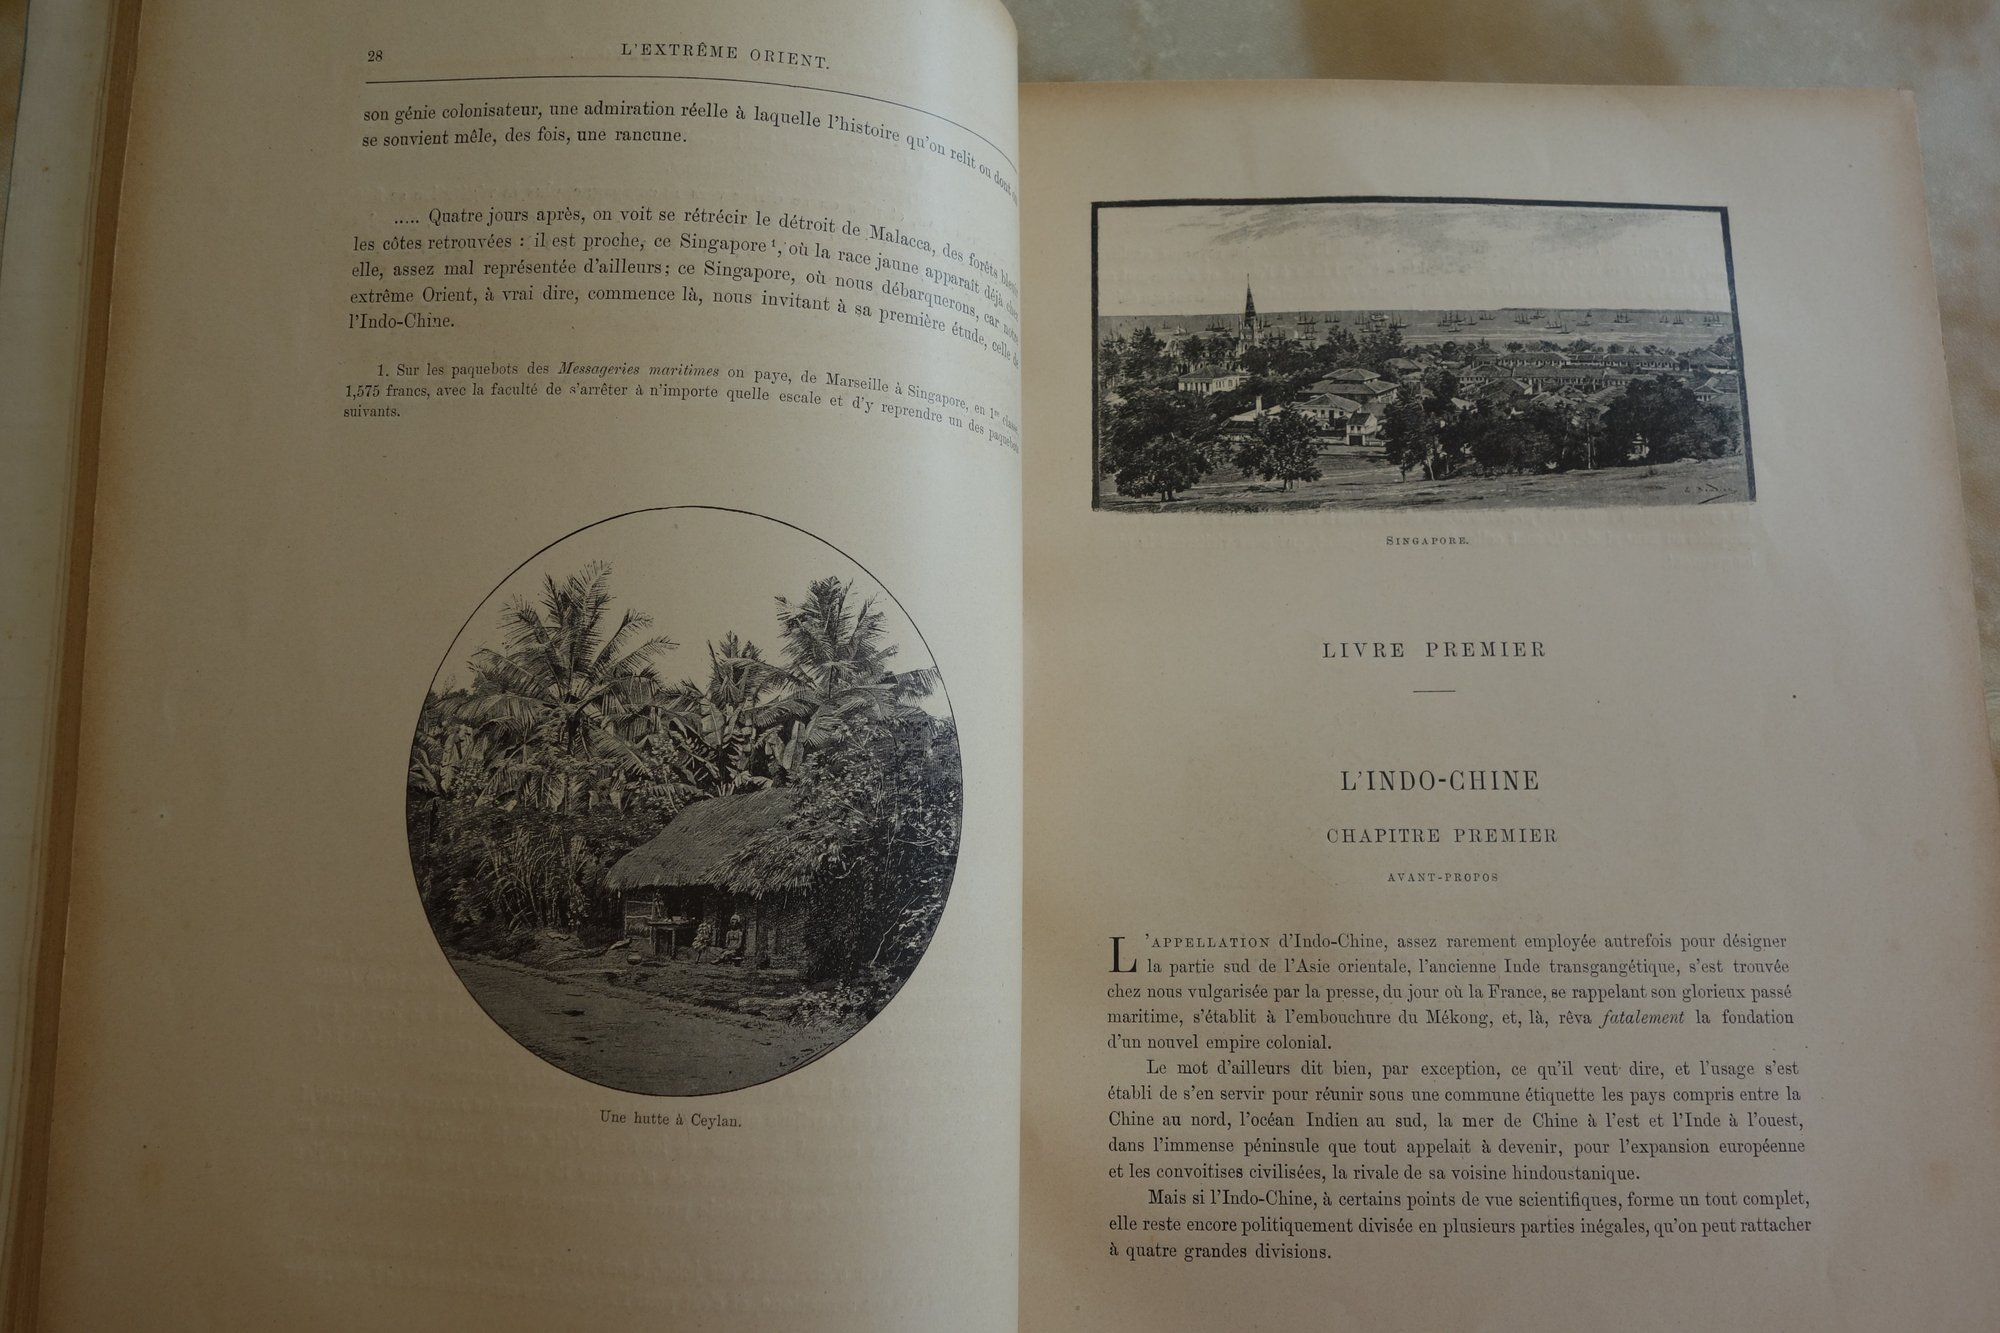 28
L'EXTRÊME ORIENT.
son génie colonisateur, une admiration réelle à laquelle l'histoire qu'on relit ou dont on
se souvient mêle, des fois, une rancune.
..... Quatre jours après, on voit se rétrécir le détroit de Malacca, des forêts
les côtes retrouvées : il est proche, ce Singapore 1, où la race jaune apparaît déjà chez
elle, assez mal représentée d'ailleurs; ce Singapore, où nous débarquerons, car notre
extrême Orient, à vrai dire, commence là, nous invitant à sa première étude, celle de
l'Indo-Chine.
1. Sur les paquebots des Messageries maritimes on paye, de Marseille à Singapore, en 1re classe,
1,575 francs, avec la faculté de s'arrêter à n'importe quelle escale et d'y reprendre un des paquebots
suivants.
Une hutte à Ceylan.
SINGAPORE.
LIVRE PREMIER
L'INDO-CHINE
CHAPITRE PREMIER
AVANT-PROPOS
L'APPELLATION d'Indo-Chine, assez rarement employée autrefois pour désigner
la partie sud de l'Asie orientale, l'ancienne Inde transgangétique, s'est trouvée
chez nous vulgarisée par la presse, du jour où la France, se rappelant son glorieux passé
maritime, s'établit à l'embouchure du Mékong, et, là, rêva fatalement la fondation
d'un nouvel empire colonial.
Le mot d'ailleurs dit bien, par exception, ce qu'il veut dire, et l'usage s'est
établi de s'en servir pour réunir sous une commune étiquette les pays compris entre la
Chine au nord, l'océan Indien au sud, la mer de Chine à l'est et l'Inde à l'ouest,
dans l'immense péninsule que tout appelait à devenir, pour l'expansion européenne
et les convoitises civilisées, la rivale de sa voisine hindoustanique.
Mais si l'Indo-Chine, à certains points de vue scientifiques, forme un tout complet,
elle reste encore politiquement divisée en plusieurs parties inégales, qu'on peut rattacher
à quatre grandes divisions.